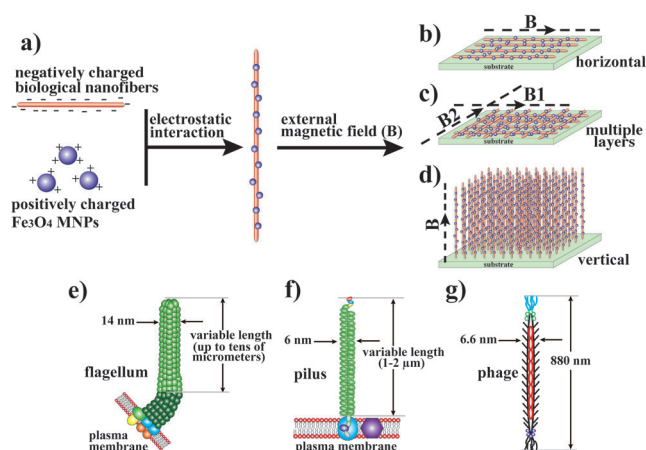 a)
negatively charged
biological nanofibers
positively charged
Fe3O4 MNPs
electrostatic
interaction
external
magnetic field (B)
b)
B
substrate
horizontal
c)
B2
B1
substrate
multiple
layers
d)
B
substrate
vertical
e)
14 nm
flagellum
variable length
(up to tens of
micrometers)
plasma
membrane
f)
6 nm
pilus
variable length
(1-2 µm)
plasma membrane
g)
6.6 nm
phage
880 nm